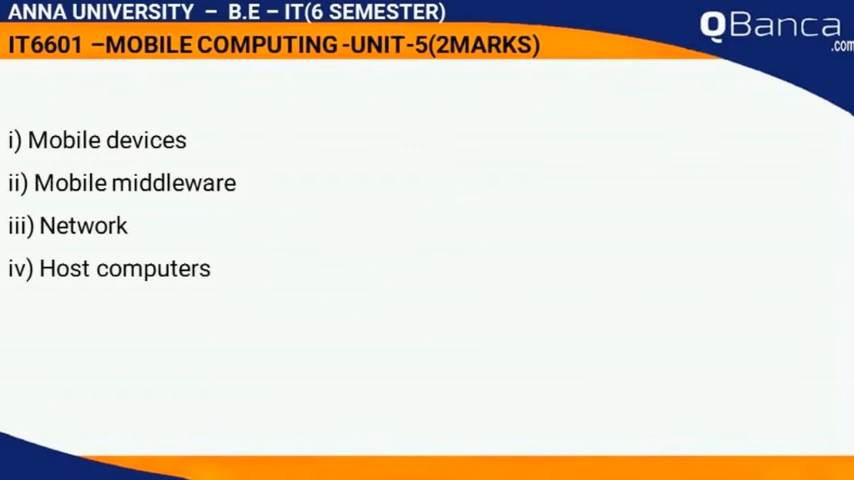 ANNA UNIVERSITY – B.E – IT(6 SEMESTER)
IT6601 –MOBILE COMPUTING -UNIT-5(2MARKS)
QBanca
.com
i) Mobile devices
ii) Mobile middleware
iii) Network
iv) Host computers